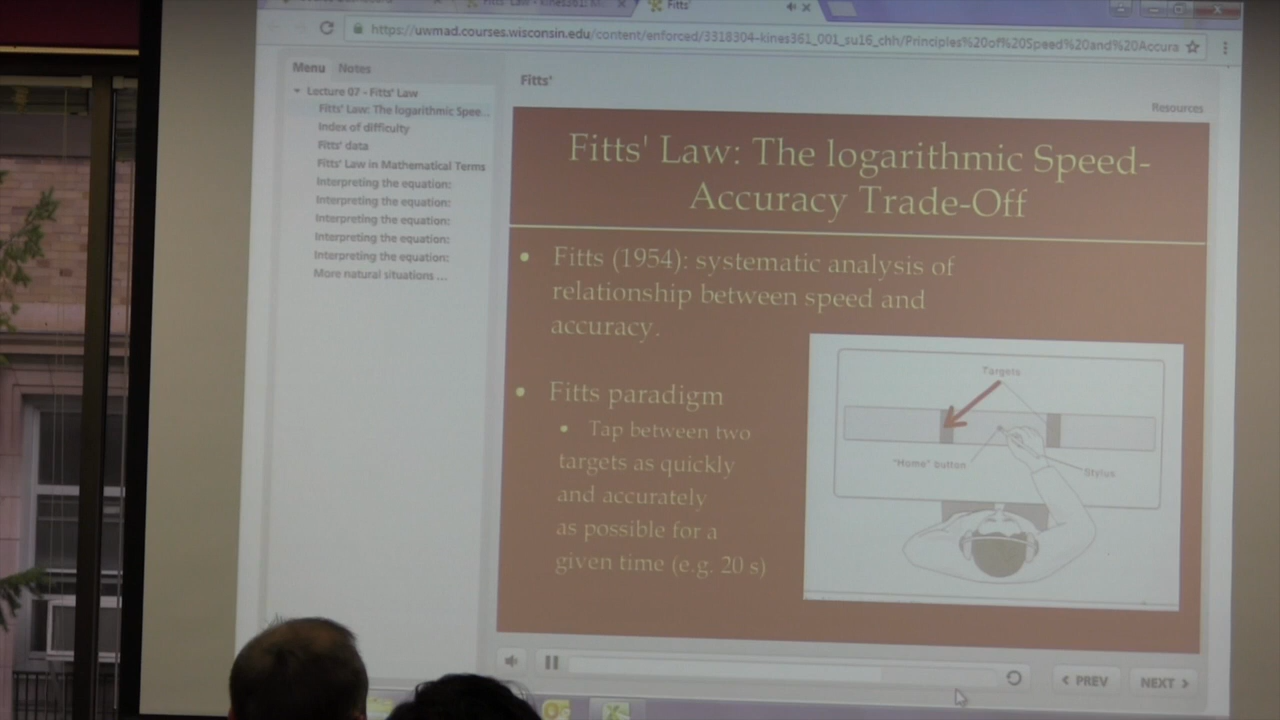 Fitts'
https://uwmad.courses.wisconsin.edu/content/enforced/3318304-kines361_001_su16_chh/Principles%20of%20Speed%20and%20Accura
Menu Notes
Fitts'
Resources
Lecture 07 - Fitts' Law
Fitts' Law: The logarithmic Spee...
Index of difficulty
Fitts' data
Fitts' Law in Mathematical Terms
Interpreting the equation:
Interpreting the equation:
Interpreting the equation:
Interpreting the equation:
Interpreting the equation:
More natural situations ...
Fitts' Law: The logarithmic Speed-
Accuracy Trade-Off
• Fitts (1954): systematic analysis of
relationship between speed and
accuracy.
• Fitts paradigm
• Tap between two
targets as quickly
and accurately
as possible for a
given time (e.g. 20 s)
Targets
"Home" button
Stylus
< PREV
NEXT >